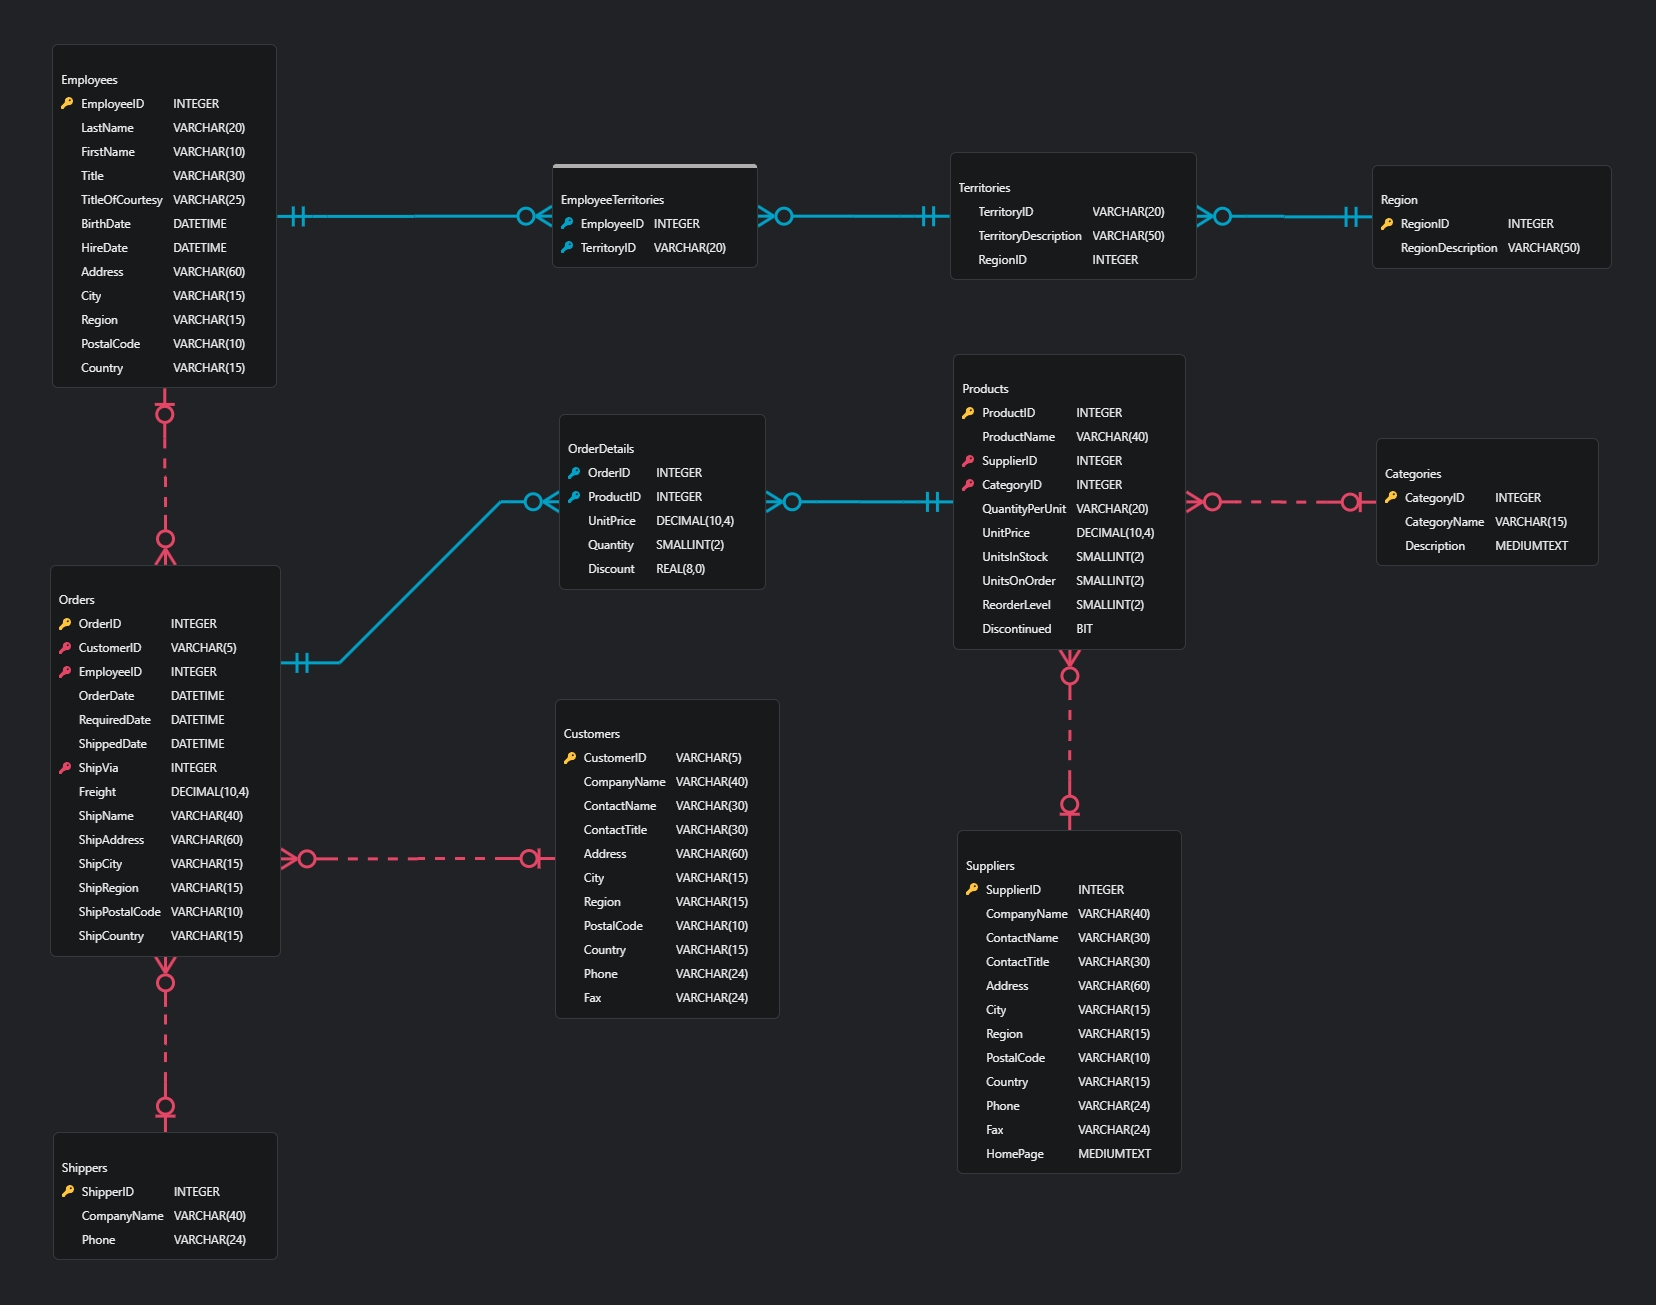 Employees
EmployeeID INTEGER
LastName VARCHAR(20)
FirstName VARCHAR(10)
Title VARCHAR(30)
TitleOfCourtesy VARCHAR(25)
BirthDate DATETIME
HireDate DATETIME
Address VARCHAR(60)
City VARCHAR(15)
Region VARCHAR(15)
PostalCode VARCHAR(10)
Country VARCHAR(15)
EmployeeTerritories
EmployeeID INTEGER
TerritoryID VARCHAR(20)
Territories
TerritoryID VARCHAR(20)
TerritoryDescription VARCHAR(50)
RegionID INTEGER
Region
RegionID INTEGER
RegionDescription VARCHAR(50)
OrderDetails
OrderID INTEGER
ProductID INTEGER
UnitPrice DECIMAL(10,4)
Quantity SMALLINT(2)
Discount REAL(8,0)
Products
ProductID INTEGER
ProductName VARCHAR(40)
SupplierID INTEGER
CategoryID INTEGER
QuantityPerUnit VARCHAR(20)
UnitPrice DECIMAL(10,4)
UnitsInStock SMALLINT(2)
UnitsOnOrder SMALLINT(2)
ReorderLevel SMALLINT(2)
Discontinued BIT
Categories
CategoryID INTEGER
CategoryName VARCHAR(15)
Description MEDIUMTEXT
Orders
OrderID INTEGER
CustomerID VARCHAR(5)
EmployeeID INTEGER
OrderDate DATETIME
RequiredDate DATETIME
ShippedDate DATETIME
ShipVia INTEGER
Freight DECIMAL(10,4)
ShipName VARCHAR(40)
ShipAddress VARCHAR(60)
ShipCity VARCHAR(15)
ShipRegion VARCHAR(15)
ShipPostalCode VARCHAR(10)
ShipCountry VARCHAR(15)
Customers
CustomerID VARCHAR(5)
CompanyName VARCHAR(40)
ContactName VARCHAR(30)
ContactTitle VARCHAR(30)
Address VARCHAR(60)
City VARCHAR(15)
Region VARCHAR(15)
PostalCode VARCHAR(10)
Country VARCHAR(15)
Phone VARCHAR(24)
Fax VARCHAR(24)
Suppliers
SupplierID INTEGER
CompanyName VARCHAR(40)
ContactName VARCHAR(30)
ContactTitle VARCHAR(30)
Address VARCHAR(60)
City VARCHAR(15)
Region VARCHAR(15)
PostalCode VARCHAR(10)
Country VARCHAR(15)
Phone VARCHAR(24)
Fax VARCHAR(24)
HomePage MEDIUMTEXT
Shippers
ShipperID INTEGER
CompanyName VARCHAR(40)
Phone VARCHAR(24)